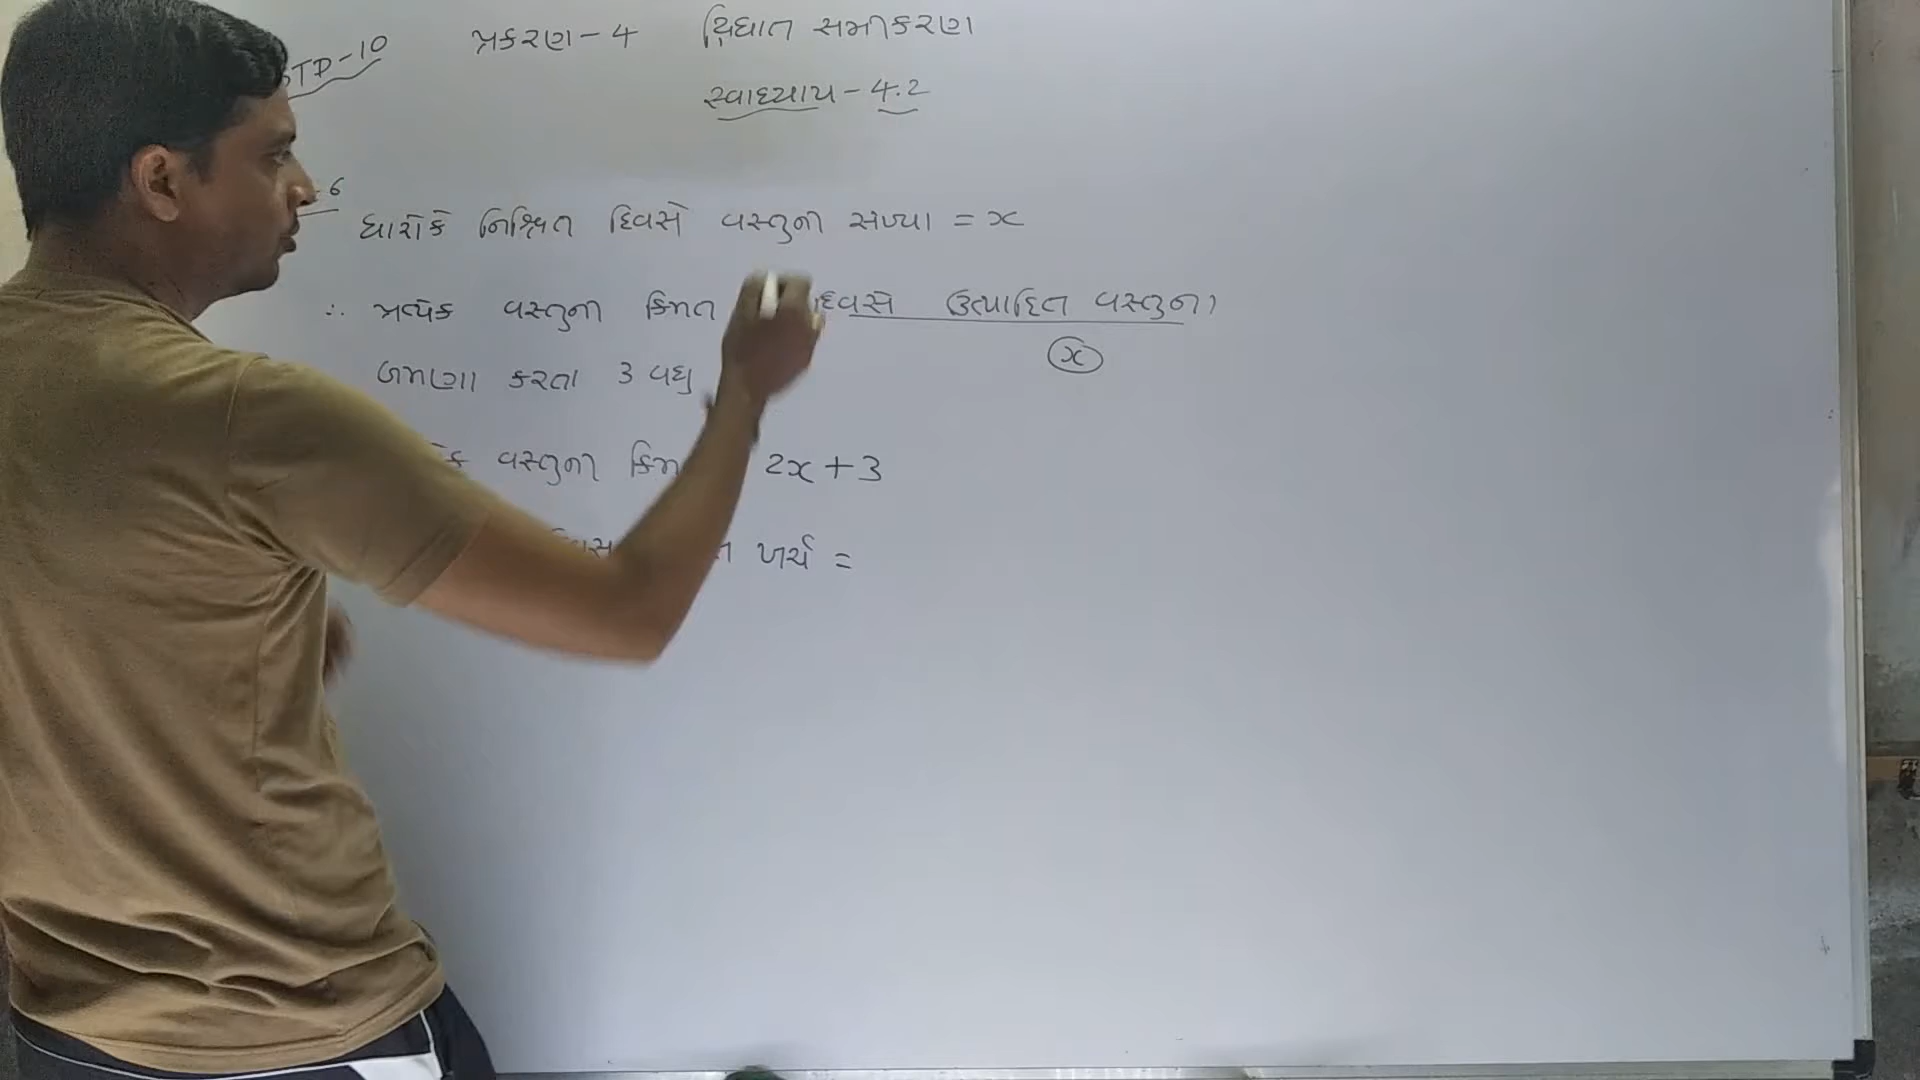 STD-10
પ્રકરણ-4 દ્વિઘાત સમીકરણ
સ્વાધ્યાય-4.2
6
ધારોકે નિશ્ચિત દિવસે વસ્તુની સંખ્યા = x
∴ પ્રત્યેક વસ્તુની કિંમત દિવસે ઉત્પાદિત વસ્તુના
x
બમણા કરતા 3 વધુ
વસ્તુની 2x + 3
ખર્ચ =